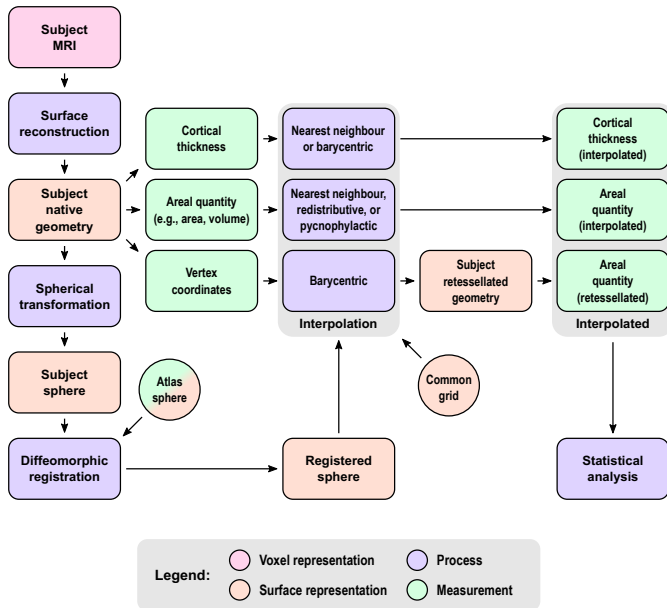 Subject
MRI
Surface
reconstruction
Cortical
thickness
Nearest neighbour
or barycentric
Cortical
thickness
(interpolated)
Subject
native
geometry
Areal quantity
(e.g., area, volume)
Nearest neighbour,
redistributive, or
pycnophylactic
Areal
quantity
(interpolated)
Spherical
transformation
Vertex
coordinates
Barycentric
Subject
retessellated
geometry
Areal
quantity
(retessellated)
Interpolation
Interpolated
Subject
sphere
Atlas
sphere
Common
grid
Diffeomorphic
registration
Registered
sphere
Statistical
analysis
Legend:
Voxel representation
Process
Surface representation
Measurement